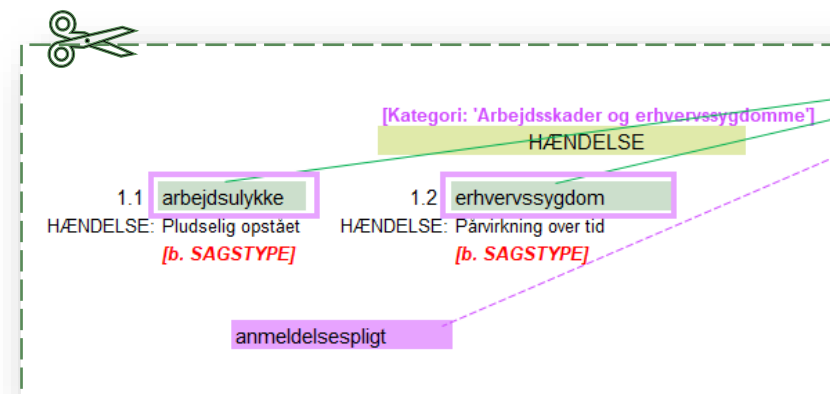 [Kategori: 'Arbejdsskader og erhvervssygdomme']
HÆNDELSE
1.1 arbejdsulykke 1.2 erhvervssygdom
HÆNDELSE: Pludselig opstået HÆNDELSE: Párvirkning over tid
[b. SAGSTYPE] [b. SAGSTYPE]
anmeldelsespligt